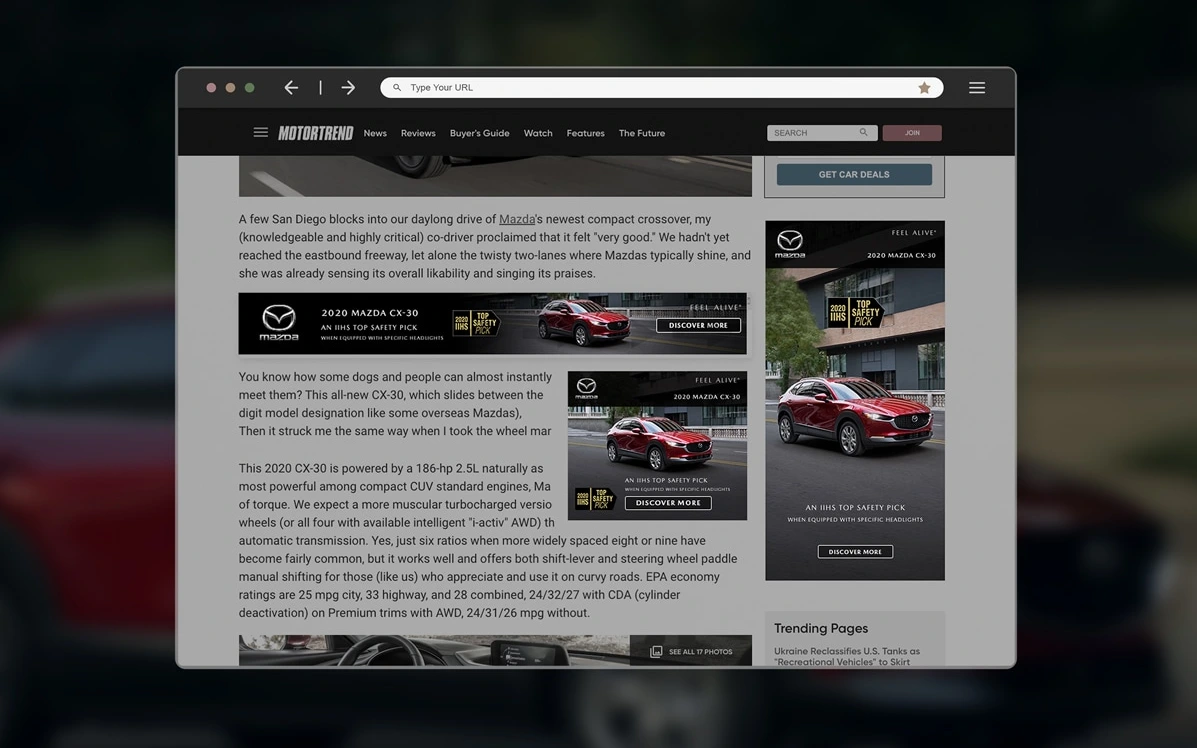 Type Your URL
MOTORTREND News Reviews Buyer's Guide Watch Features The Future SEARCH JOIN
GET CAR DEALS
A few San Diego blocks into our daylong drive of Mazda's newest compact crossover, my
(knowledgeable and highly critical) co-driver proclaimed that it felt "very good." We hadn't yet
reached the eastbound freeway, let alone the twisty two-lanes where Mazdas typically shine, and
she was already sensing its overall likability and singing its praises.
mazda
2020 MAZDA CX-30
AN IIHS TOP SAFETY PICK
WHEN EQUIPPED WITH SPECIFIC HEADLIGHTS
2020 IIHS
TOP SAFETY PICK
FEEL ALIVE
DISCOVER MORE
You know how some dogs and people can almost instantly
meet them? This all-new CX-30, which slides between the
digit model designation like some overseas Mazdas),
Then it struck me the same way when I took the wheel mar
This 2020 CX-30 is powered by a 186-hp 2.5L naturally as
most powerful among compact CUV standard engines, Ma
of torque. We expect a more muscular turbocharged versio
wheels (or all four with available intelligent "i-activ" AWD) th
automatic transmission. Yes, just six ratios when more widely spaced eight or nine have
become fairly common, but it works well and offers both shift-lever and steering wheel paddle
manual shifting for those (like us) who appreciate and use it on curvy roads. EPA economy
ratings are 25 mpg city, 33 highway, and 28 combined, 24/32/27 with CDA (cylinder
deactivation) on Premium trims with AWD, 24/31/26 mpg without.
mazda
FEEL ALIVE
2020 MAZDA CX-30
AN IIHS TOP SAFETY PICK
WHEN EQUIPPED WITH SPECIFIC HEADLIGHTS
2020 IIHS
TOP SAFETY PICK
DISCOVER MORE
SEE ALL 17 PHOTOS
mazda
FEEL ALIVE
2020 MAZDA CX-30
2020 IIHS
TOP SAFETY PICK
AN IIHS TOP SAFETY PICK
WHEN EQUIPPED WITH SPECIFIC HEADLIGHTS
DISCOVER MORE
Trending Pages
Ukraine Reclassifies U.S. Tanks as
"Recreational Vehicles" to Skirt